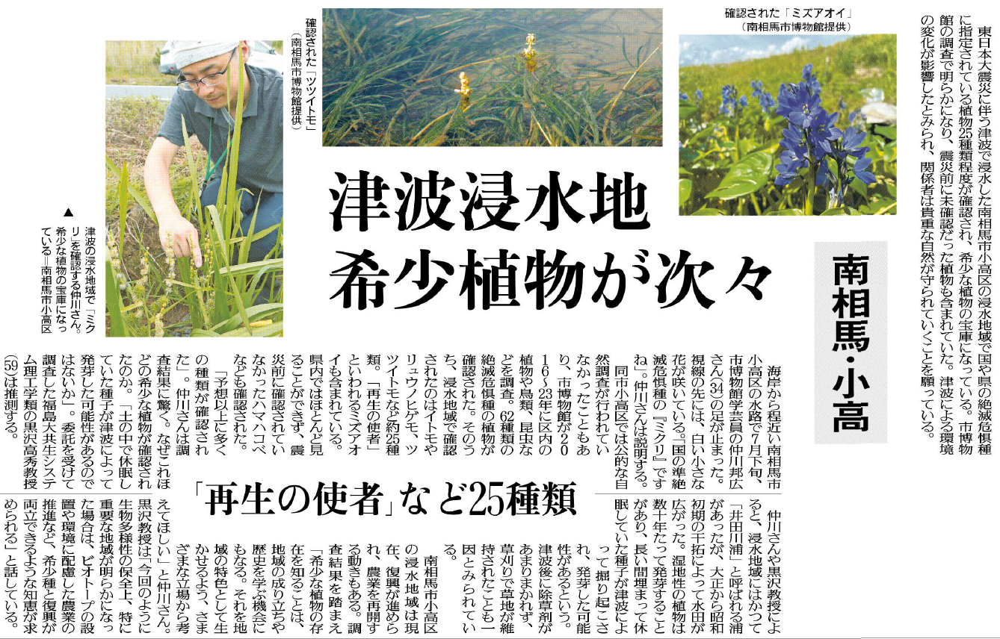 東日本大震災に伴う津波で浸水した南相馬市小高区の浸水地域で国や県の絶滅危惧種
に指定されている植物25種類程度が確認され、希少な植物の宝庫になっている。市博物
館の調査で明らかになり、震災前に未確認だった植物も含まれていた。津波による環境
の変化が影響したとみられ、関係者は貴重な自然が守られていくことを願っている。
南相馬・小高
確認された「ミズアオイ」
（南相馬市博物館提供）
津波浸水地
希少植物が次々
確認された「ツツイトモ」
（南相馬市博物館提供）
▲
津波の浸水地域で「ミク
リ」を確認する仲川さん。
希少な植物の宝庫になっ
ている＝南相馬市小高区
海岸から程近い南相馬市
小高区の水路で7月下旬、
市博物館学芸員の仲川邦広
さん(34)の足が止まった。
視線の先には、白い小さな
花が咲いている。「国の準絶
滅危惧種の『ミクリ』です
ね」。仲川さんは説明する。
同市小高区では公的な自
然調査が行われてい
なかったこともあ
り、市博物館が20
16～23年に区内の
植物や鳥類、昆虫な
どを調査。62種類の
絶滅危惧種の植物が
確認された。そのう
ち、浸水地域で確認
されたのはイトモや
リュウノヒゲモ、ツ
ツイトモなど約25種
類。「再生の使者」
といわれるミズアオ
イも含まれている。
県内ではほとんど見
ることができず、震
災前に確認されてい
なかったハマハコベ
なども確認された。
「予想以上に多く
の種類が確認され
た」。仲川さんは調
査結果に驚く。なぜこれほ
どの希少な植物が確認され
たのか。「土の中で休眠し
ていた種子が津波によって
発芽した可能性があるので
はないか」。委託を受けて
調査した福島大共生システ
ム理工学類の黒沢高秀教授
(59)は推測する。
「再生の使者」など25種類
仲川さんや黒沢教授によ
ると、浸水地域にはかつて
「井田川浦」と呼ばれる浦
があったが、大正から昭和
初期の干拓によって水田が
広がった。湿地性の植物は
数十年たって発芽すること
があり、長い間埋まって休
眠していた種子が津波によ
って掘り起こさ
れ、発芽した可能
性があるという。
津波後に除草剤が
あまりまかれず、
草刈りで草地が維
持されたことも一
因とみられてい
る。
南相馬市小高区
の浸水地域は現
在、復興が進めら
れ、農業を再開す
る動きもある。調
査結果を踏まえ
「希少な植物の存
在を知ることは、
地域の成り立ちや
歴史を学ぶ機会に
もなる。それを地
域の特色として生
かせるよう、さま
ざまな立場から考
えてほしい」と仲川さん。
黒沢教授は「今回のように
生物多様性の保全上、特に
重要な地域が明らかになっ
た場合は、ビオトープの設
置や環境に配慮した農業の
推進など、希少種と復興が
両立できるような知恵が求
められる」と話している。